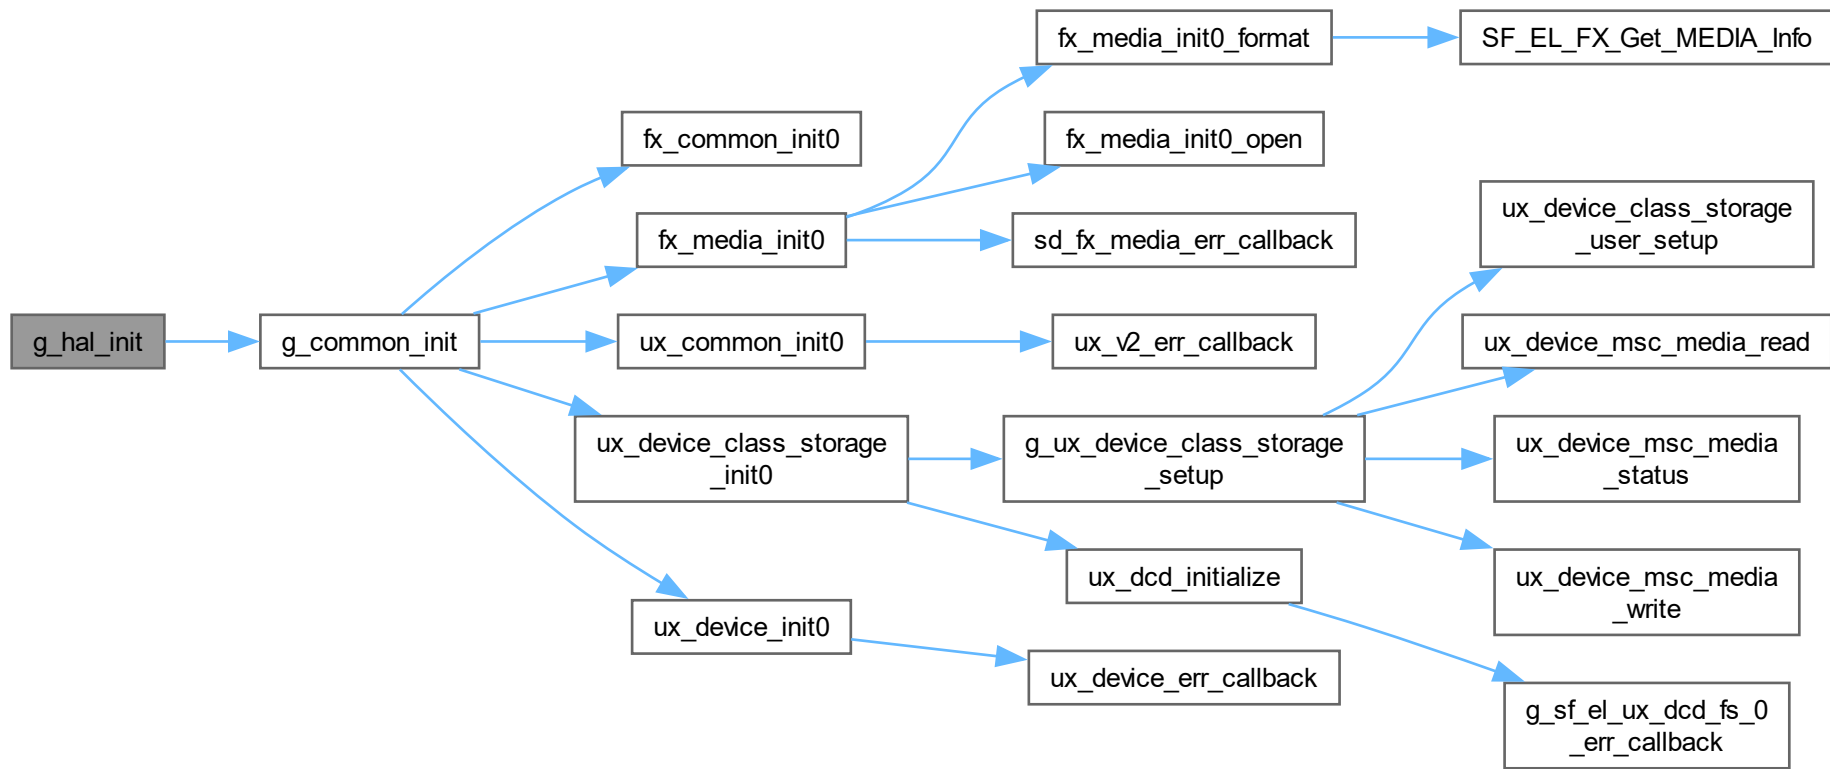 g_hal_init
g_common_init
fx_common_init0
fx_media_init0
ux_common_init0
ux_device_class_storage
_init0
ux_device_init0
fx_media_init0_format
fx_media_init0_open
sd_fx_media_err_callback
ux_v2_err_callback
g_ux_device_class_storage
_setup
ux_dcd_initialize
ux_device_err_callback
SF_EL_FX_Get_MEDIA_Info
ux_device_class_storage
_user_setup
ux_device_msc_media_read
ux_device_msc_media
_status
ux_device_msc_media
_write
g_sf_el_ux_dcd_fs_0
_err_callback